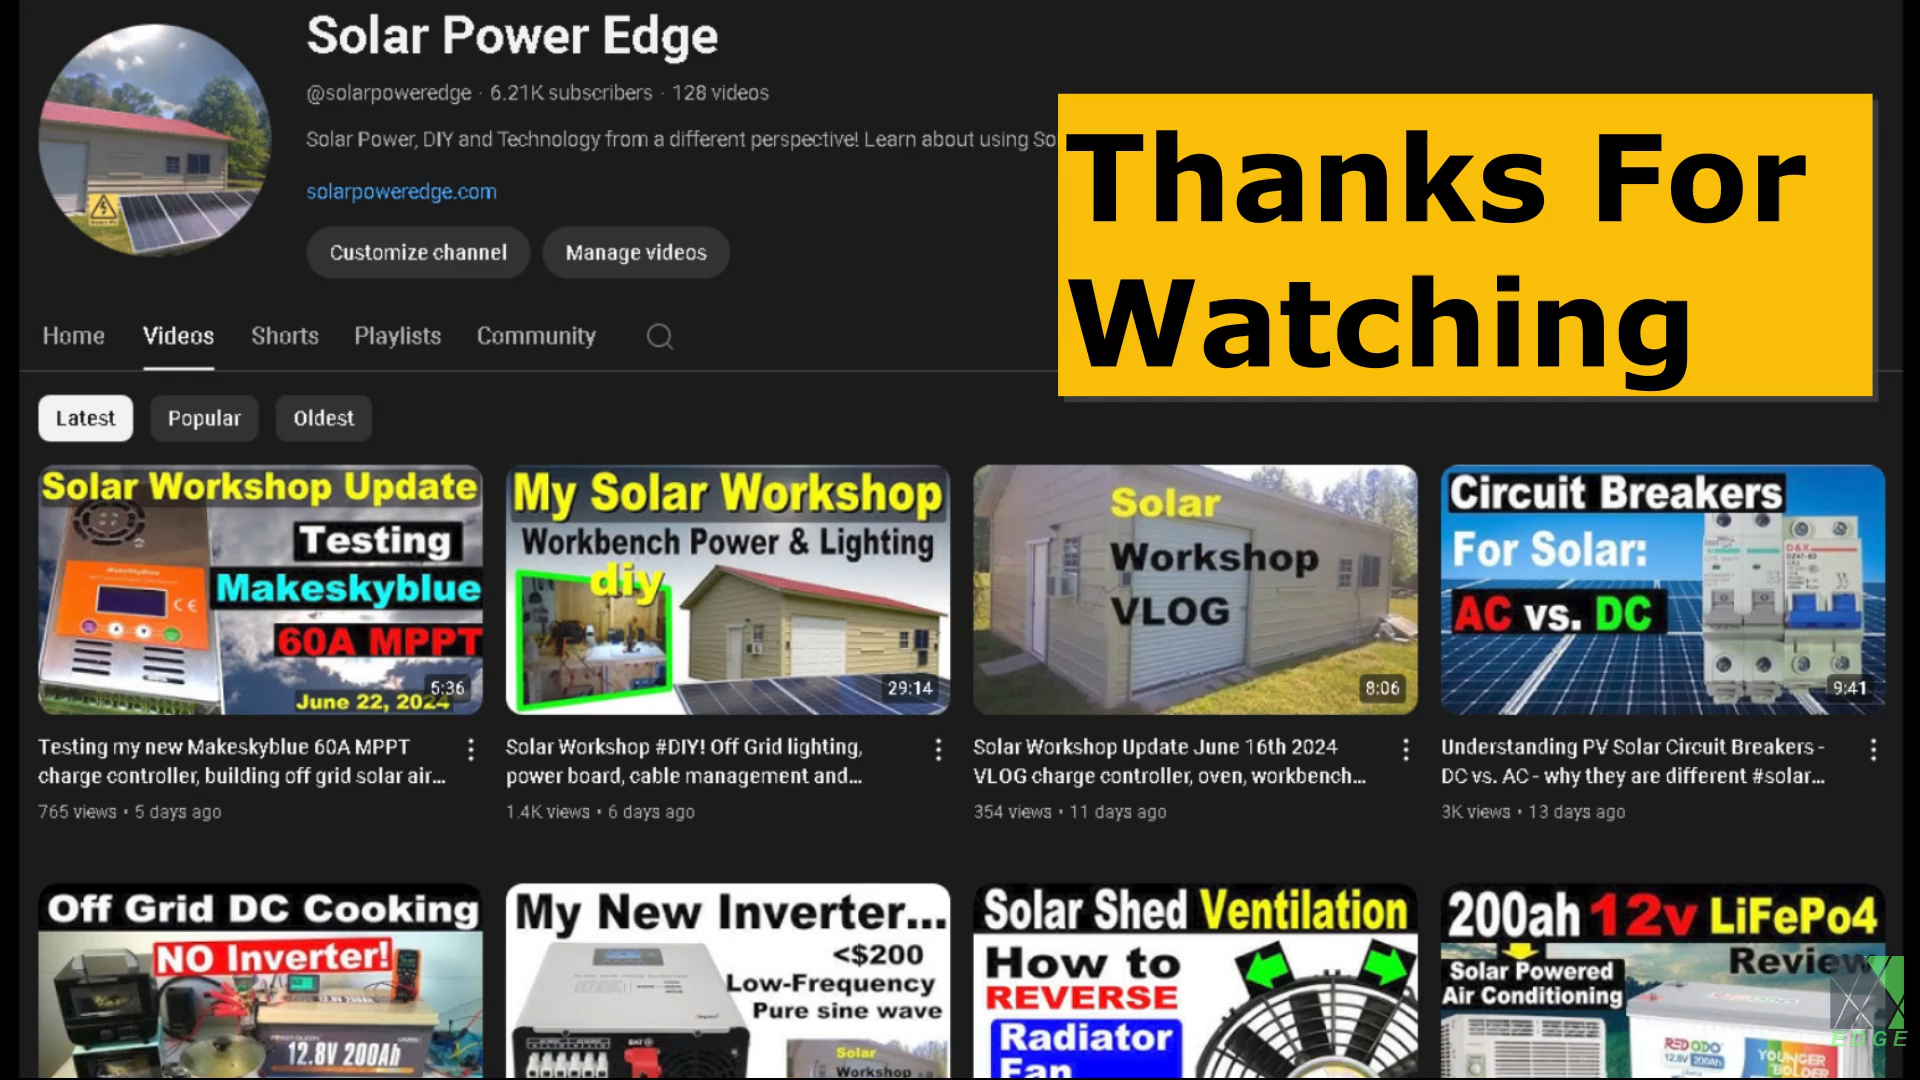 Solar Power Edge
@solarpoweredge · 6.21K subscribers · 128 videos
Solar Power, DIY and Technology from a different perspective! Learn about using So
solarpoweredge.com
Customize channel
Manage videos
Thanks For
Watching
Home
Videos
Shorts
Playlists
Community
Latest
Popular
Oldest
Solar Workshop Update
Testing
Makeskyblue
60A MPPT
June 22, 2024
5:36
My Solar Workshop
Workbench Power & Lighting
diy
29:14
Solar
Workshop
VLOG
8:06
Circuit Breakers
For Solar:
AC vs. DC
9:41
Testing my new Makeskyblue 60A MPPT
charge controller, building off grid solar air...
765 views • 5 days ago
Solar Workshop #DIY! Off Grid lighting,
power board, cable management and...
1.4K views • 6 days ago
Solar Workshop Update June 16th 2024
VLOG charge controller, oven, workbench...
354 views • 11 days ago
Understanding PV Solar Circuit Breakers -
DC vs. AC - why they are different #solar...
3K views • 13 days ago
Off Grid DC Cooking
NO Inverter!
12.8V 200Ah
My New Inverter...
<$200
Low-Frequency
Pure sine wave
Solar
Workshop
Solar Shed Ventilation
How to
REVERSE
Radiator
Fan
200ah 12v LiFePo4
Review
Solar Powered
Air Conditioning
REDODO
12.8V 200Ah
YOUNGER
BOLDER
EDGE